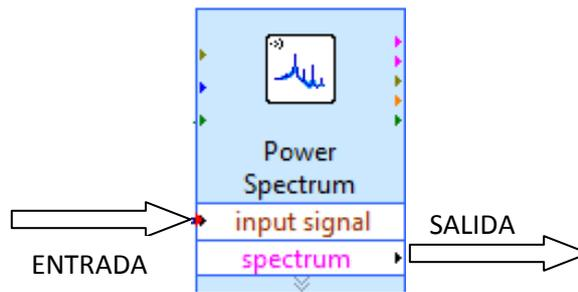 Power
Spectrum
input signal
SALIDA
ENTRADA
spectrum